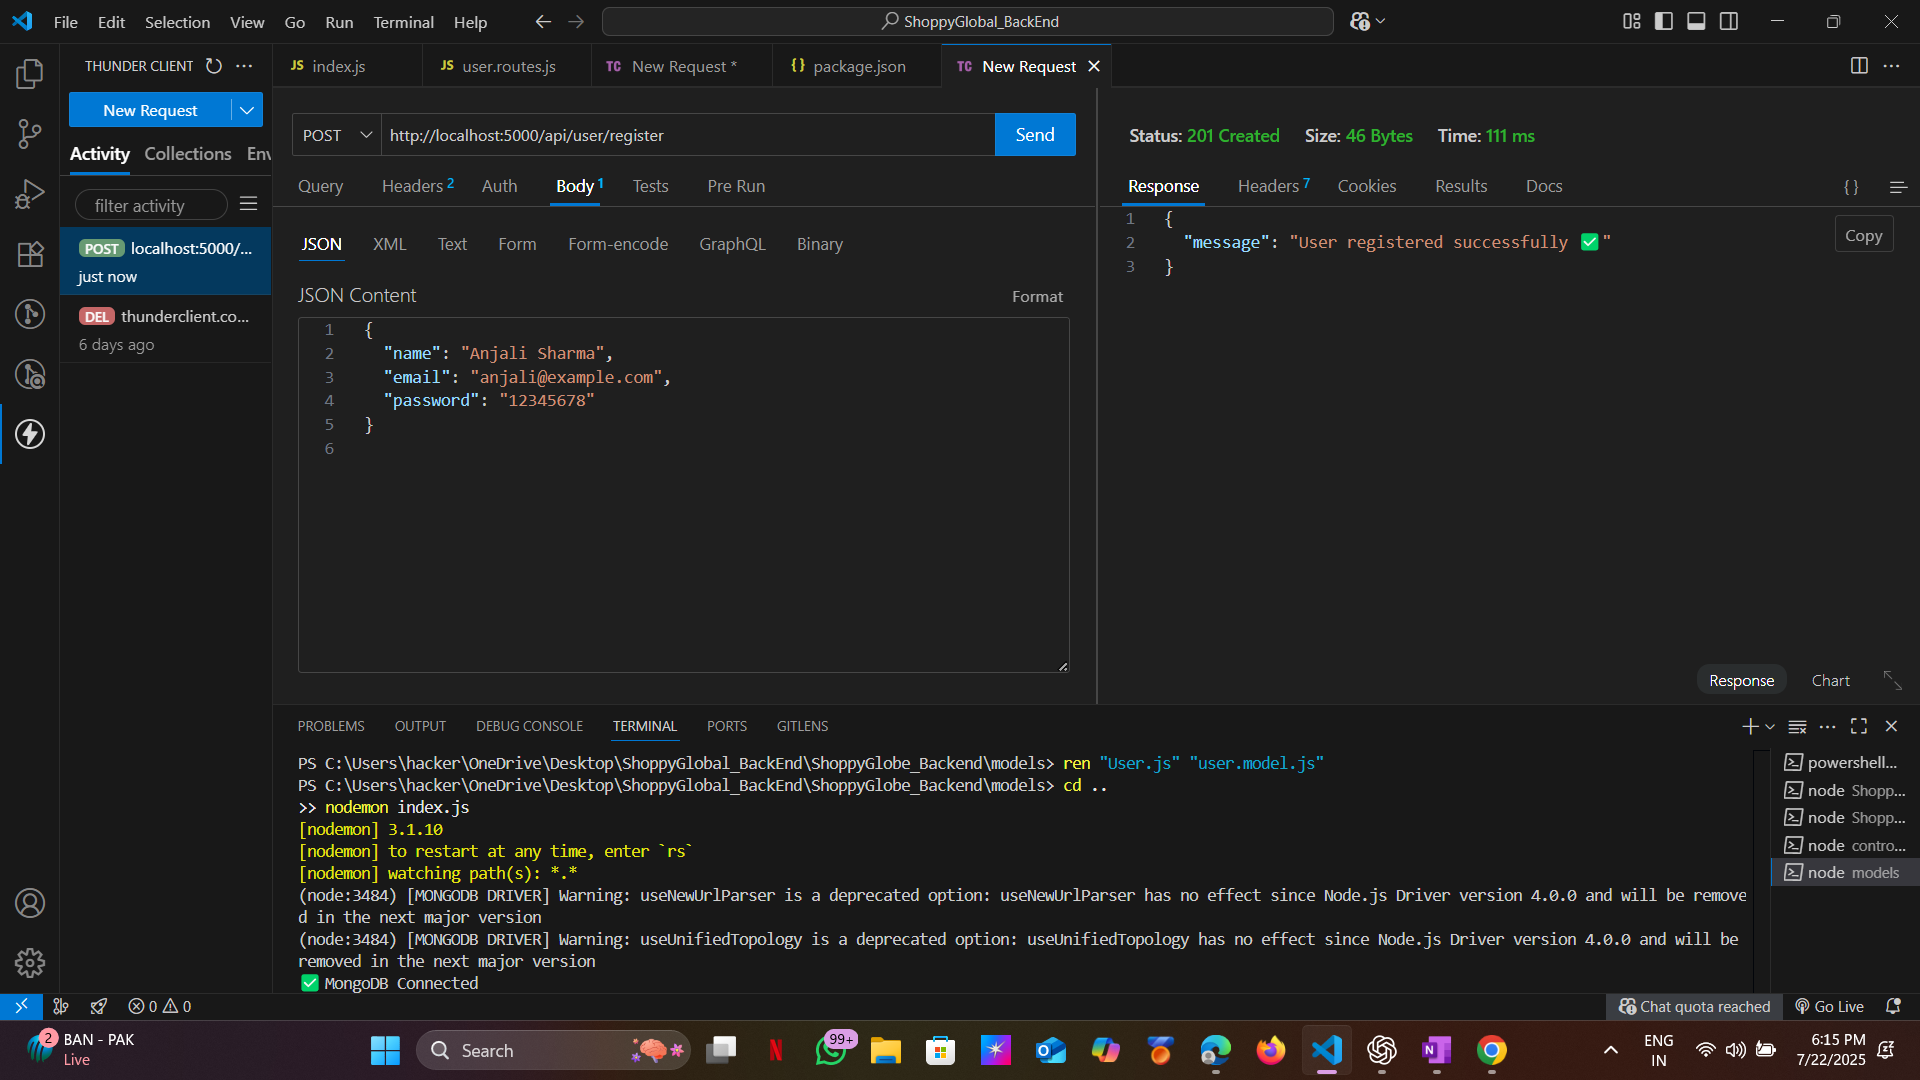 File Edit Selection View Go Run Terminal Help
ShoppyGlobal_BackEnd
THUNDER CLIENT
JS index.js
JS user.routes.js
TC New Request *
{} package.json
TC New Request
New Request
Activity Collections Env
filter activity
POST localhost:5000/...
just now
DEL thunderclient.co...
6 days ago
POST http://localhost:5000/api/user/register Send
Query Headers 2 Auth Body 1 Tests Pre Run
JSON XML Text Form Form-encode GraphQL Binary
JSON Content Format
1 {
2 "name": "Anjali Sharma",
3 "email": "anjali@example.com",
4 "password": "12345678"
5 }
6
Status: 201 Created Size: 46 Bytes Time: 111 ms
Response Headers 7 Cookies Results Docs { }
1 {
2 "message": "User registered successfully ✅"
3 }
Copy
Response Chart
PROBLEMS OUTPUT DEBUG CONSOLE TERMINAL PORTS GITLENS
PS C:\Users\hacker\OneDrive\Desktop\ShoppyGlobal_BackEnd\ShoppyGlobe_Backend\models> ren "User.js" "user.model.js"
PS C:\Users\hacker\OneDrive\Desktop\ShoppyGlobal_BackEnd\ShoppyGlobe_Backend\models> cd ..
>> nodemon index.js
[nodemon] 3.1.10
[nodemon] to restart at any time, enter `rs`
[nodemon] watching path(s): *.*
(node:3484) [MONGODB DRIVER] Warning: useNewUrlParser is a deprecated option: useNewUrlParser has no effect since Node.js Driver version 4.0.0 and will be remove
d in the next major version
(node:3484) [MONGODB DRIVER] Warning: useUnifiedTopology is a deprecated option: useUnifiedTopology has no effect since Node.js Driver version 4.0.0 and will be
removed in the next major version
✅ MongoDB Connected
powershell...
node Shopp...
node Shopp...
node contro...
node models
0 0
Chat quota reached Go Live
2 BAN - PAK
Live
Search
99+
ENG
IN
6:15 PM
7/22/2025